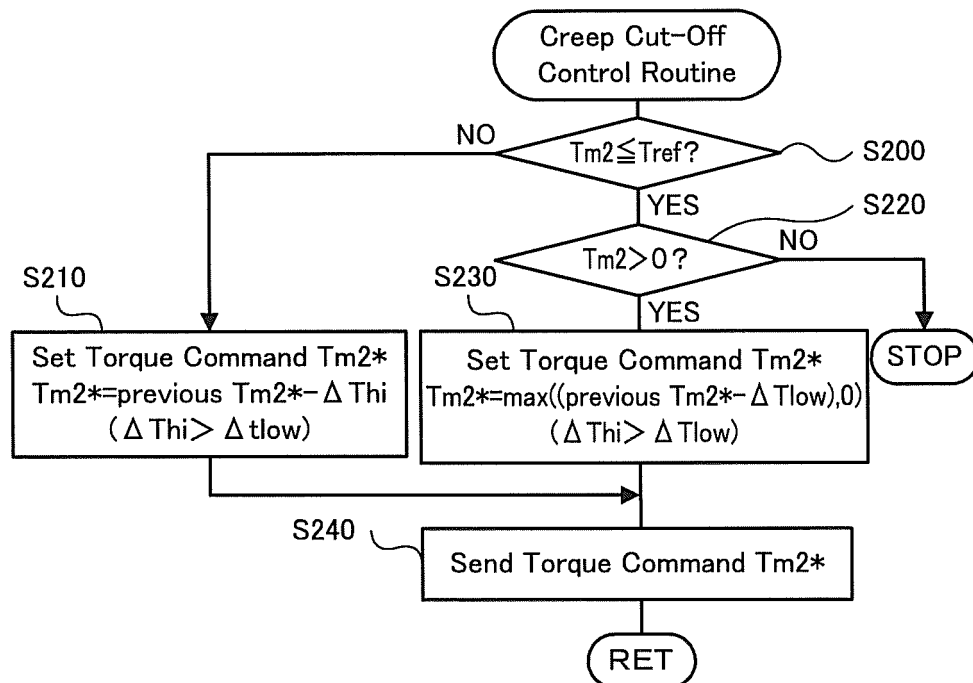 Creep Cut-Off
Control Routine
NO
Tm2≦Tref?
S200
YES
S220
Tm2>0?
NO
S210
S230
YES
Set Torque Command Tm2*
Tm2*=previous Tm2*-ΔThi
(ΔThi>Δtlow)
Set Torque Command Tm2*
Tm2*=max((previous Tm2*-ΔTlow),0)
(ΔThi>ΔTlow)
STOP
S240
Send Torque Command Tm2*
RET